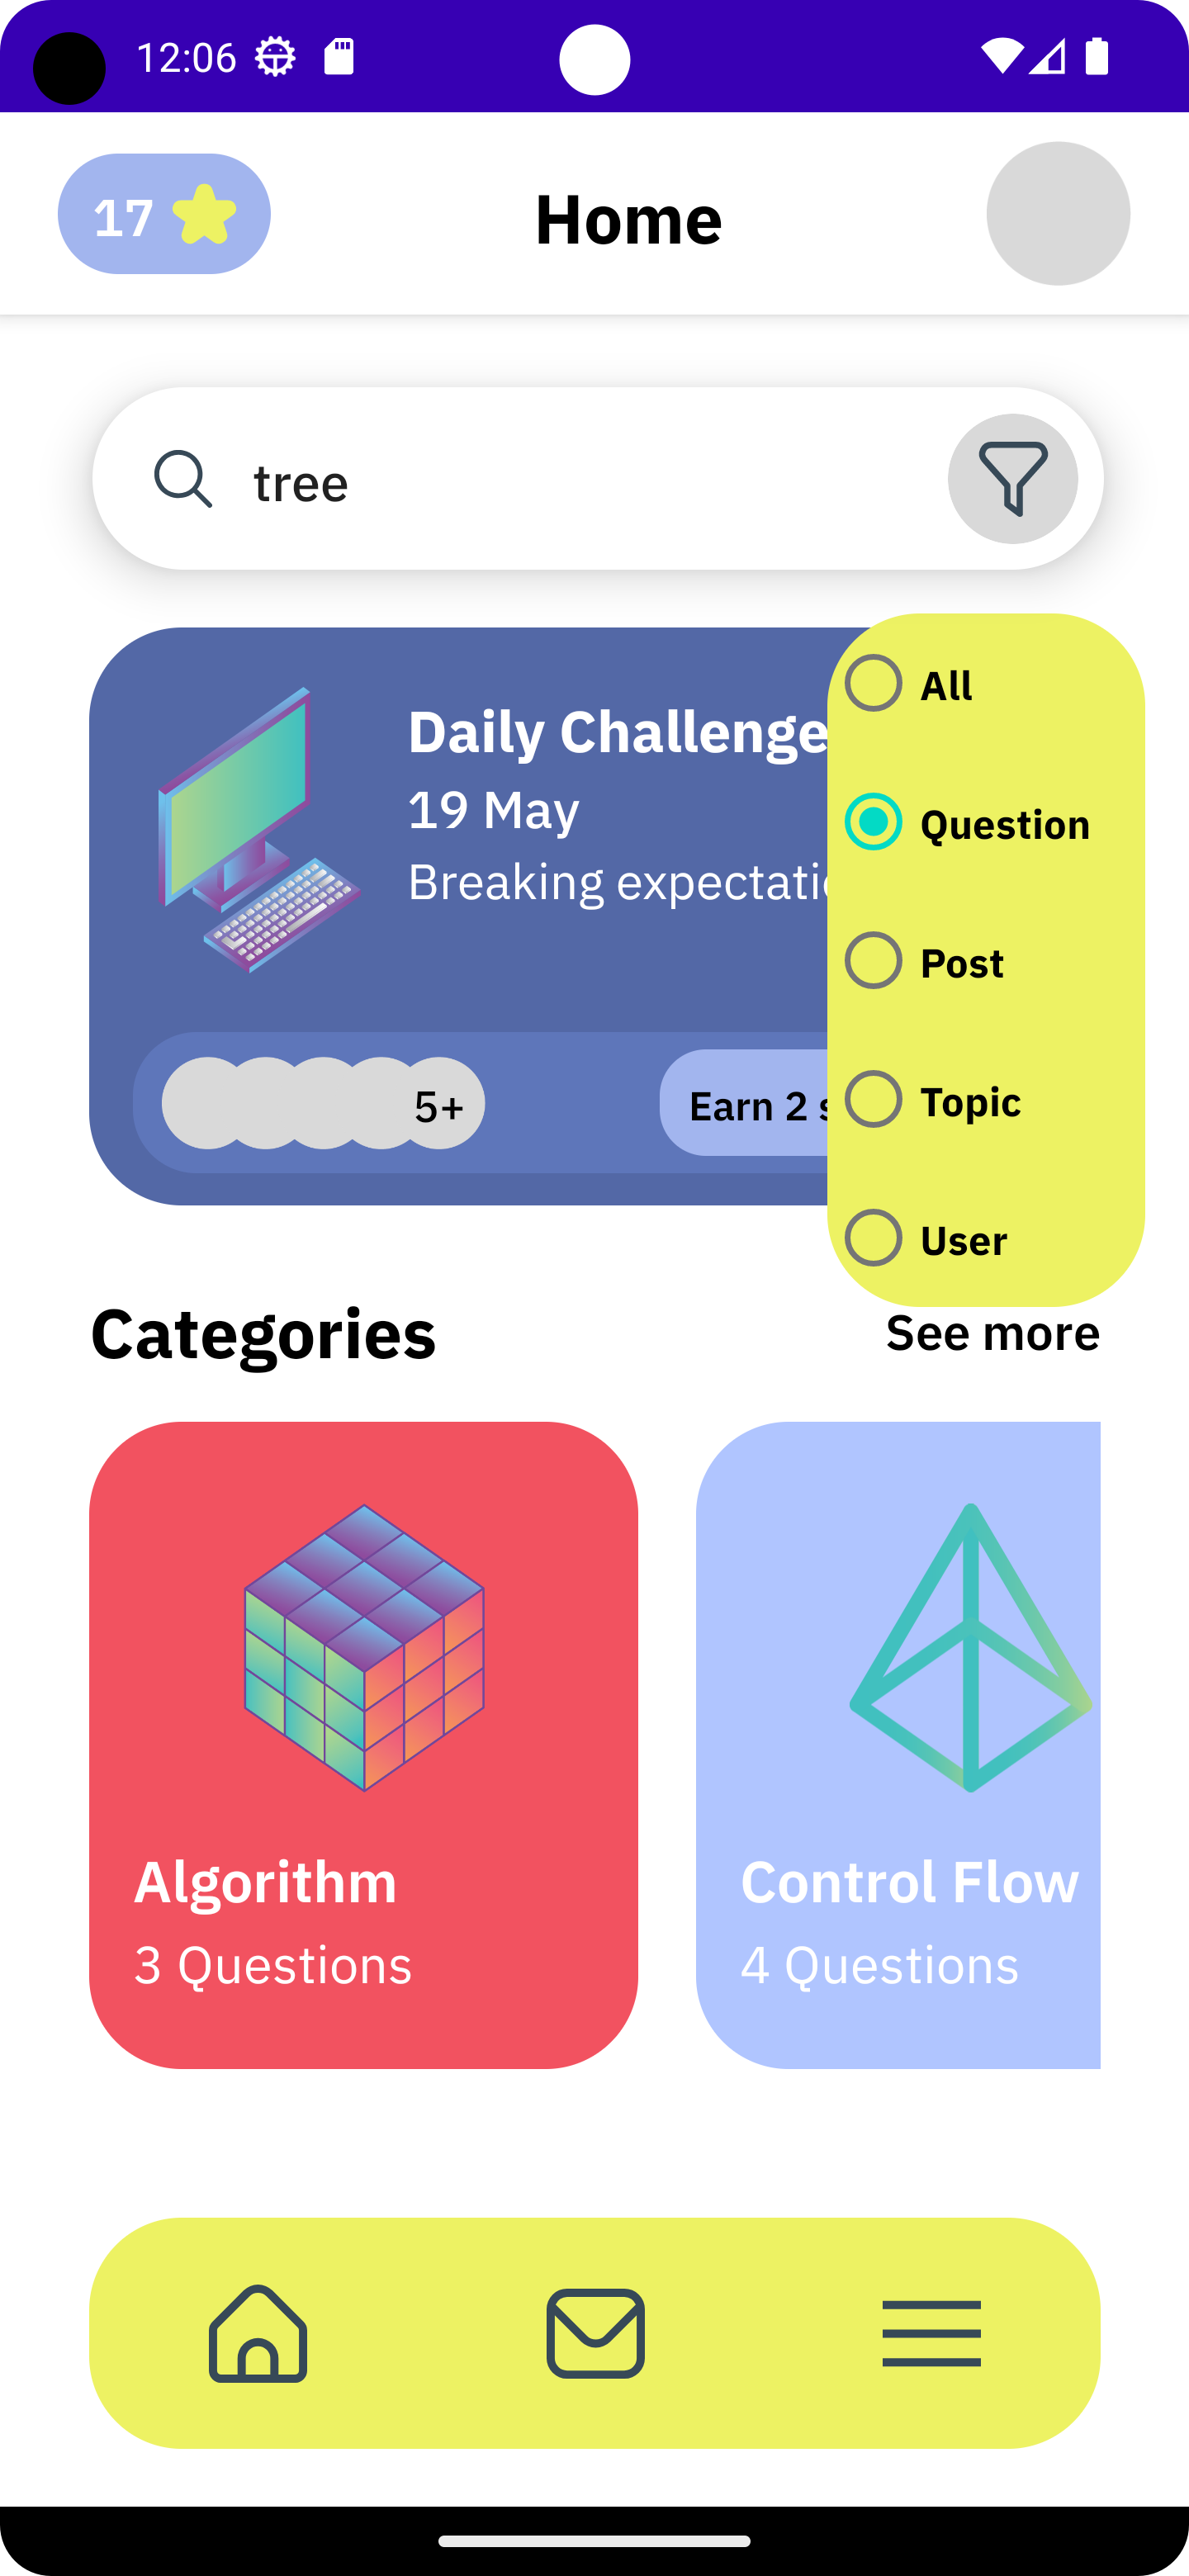 12:06
17
Home
tree
All
Daily Challenge
19 May
Question
Breaking expectatio
Post
5+
Earn 2 s
Topic
User
Categories
See more
Algorithm
3 Questions
Control Flow
4 Questions